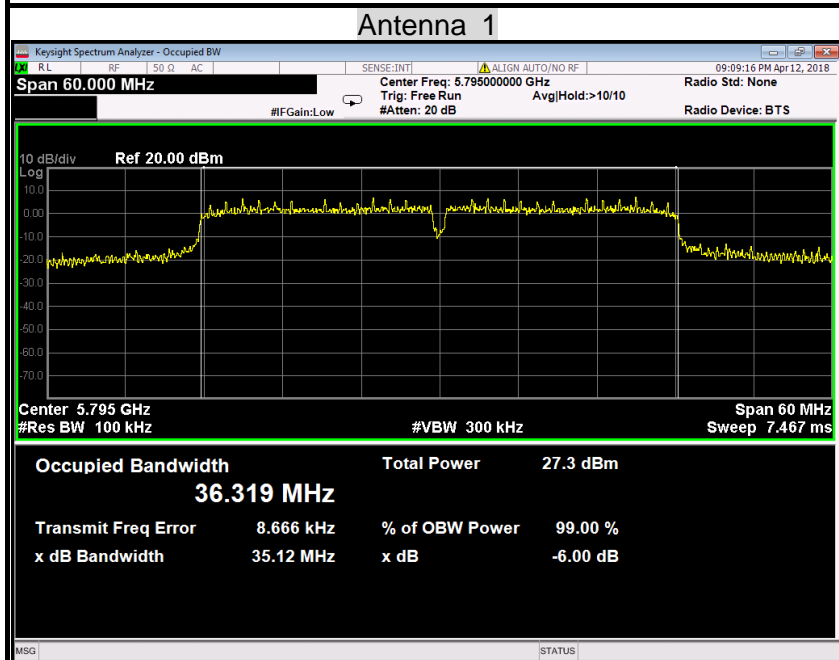 Antenna 1
Keysight Spectrum Analyzer - Occupied BW
LXI RL RF 50 Ω AC SENSE:INT ALIGN AUTO/NO RF 09:09:16 PM Apr 12, 2018
Span 60.000 MHz Center Freq: 5.795000000 GHz Radio Std: None
Trig: Free Run Avg|Hold:>10/10
#IFGain:Low #Atten: 20 dB Radio Device: BTS
10 dB/div Ref 20.00 dBm
Log
10.0
0.00
-10.0
-20.0
-30.0
-40.0
-50.0
-60.0
-70.0
Center 5.795 GHz Span 60 MHz
#Res BW 100 kHz #VBW 300 kHz Sweep 7.467 ms
Occupied Bandwidth Total Power 27.3 dBm
36.319 MHz
Transmit Freq Error 8.666 kHz % of OBW Power 99.00 %
x dB Bandwidth 35.12 MHz x dB -6.00 dB
MSG STATUS